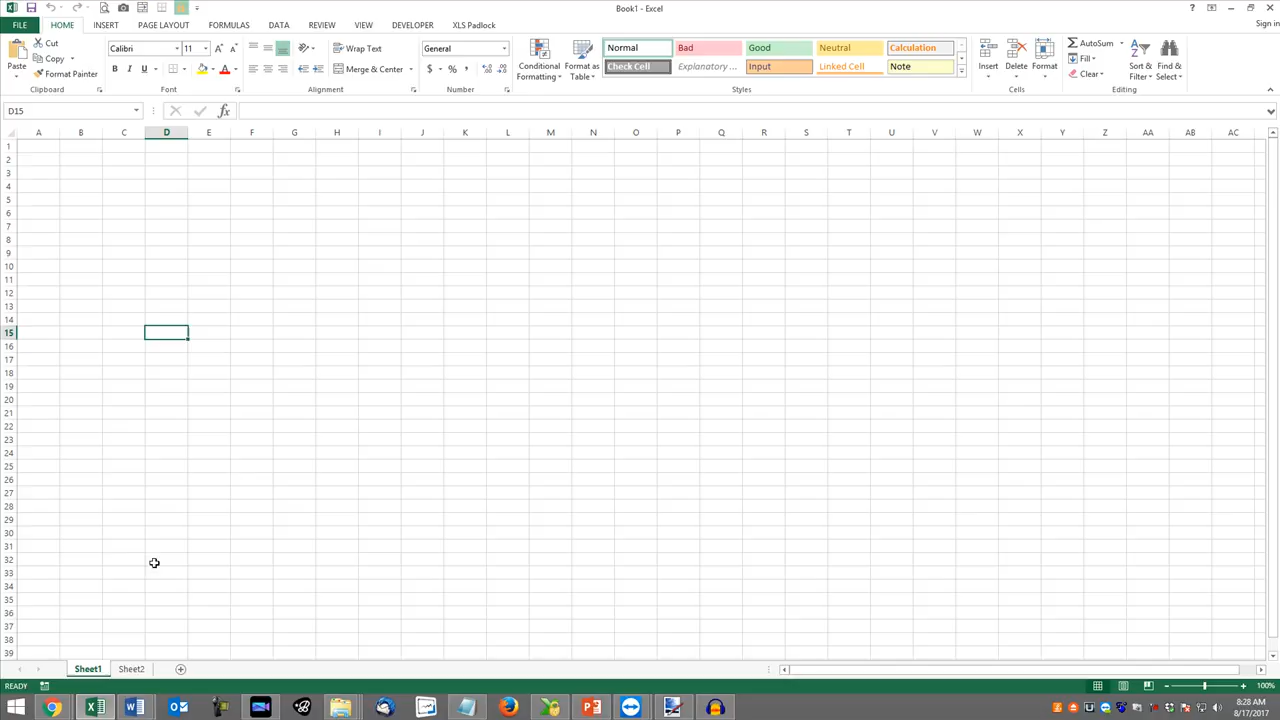 Book1 - Excel
?
Sign in
FILE HOME INSERT PAGE LAYOUT FORMULAS DATA REVIEW VIEW DEVELOPER XLS Padlock
Paste
Cut
Copy
Format Painter
Clipboard
Calibri 11
B U
Font
Wrap Text
Merge & Center
Alignment
General
$ % ,
Number
Conditional Formatting
Format as Table
Normal Bad Good Neutral Calculation
Check Cell Explanatory ... Input Linked Cell Note
Styles
Insert Delete Format
Cells
AutoSum
Fill
Clear
Sort & Filter
Find & Select
Editing
D15
fx
A B C D E F G H I J K L M N O P Q R S T U V W X Y Z AA AB AC
1
2
3
4
5
6
7
8
9
10
11
12
13
14
15
16
17
18
19
20
21
22
23
24
25
26
27
28
29
30
31
32
33
34
35
36
37
38
39
Sheet1 Sheet2
READY
100%
8:28 AM
8/17/2017